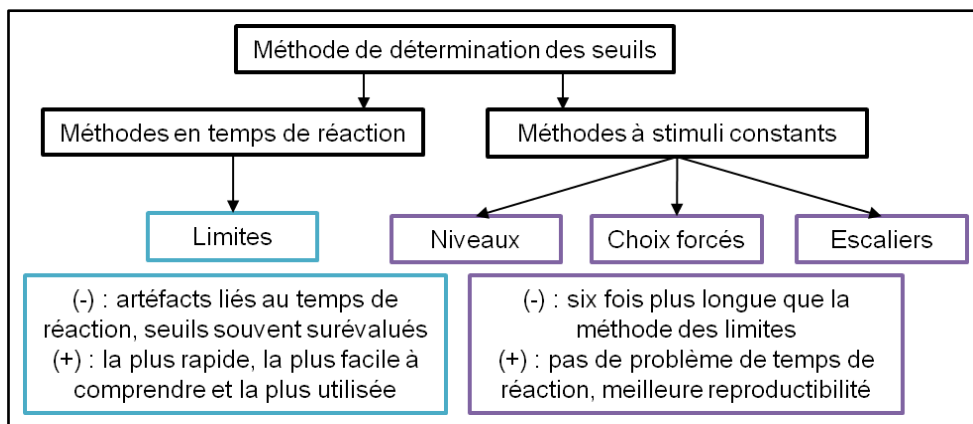 Méthode de détermination des seuils
Méthodes en temps de réaction
Méthodes à stimuli constants
Limites
Niveaux
Choix forcés
Escaliers
(-) : artéfacts liés au temps de
réaction, seuils souvent surévalués
(+) : la plus rapide, la plus facile à
comprendre et la plus utilisée
(-) : six fois plus longue que la
méthode des limites
(+) : pas de problème de temps de
réaction, meilleure reproductibilité